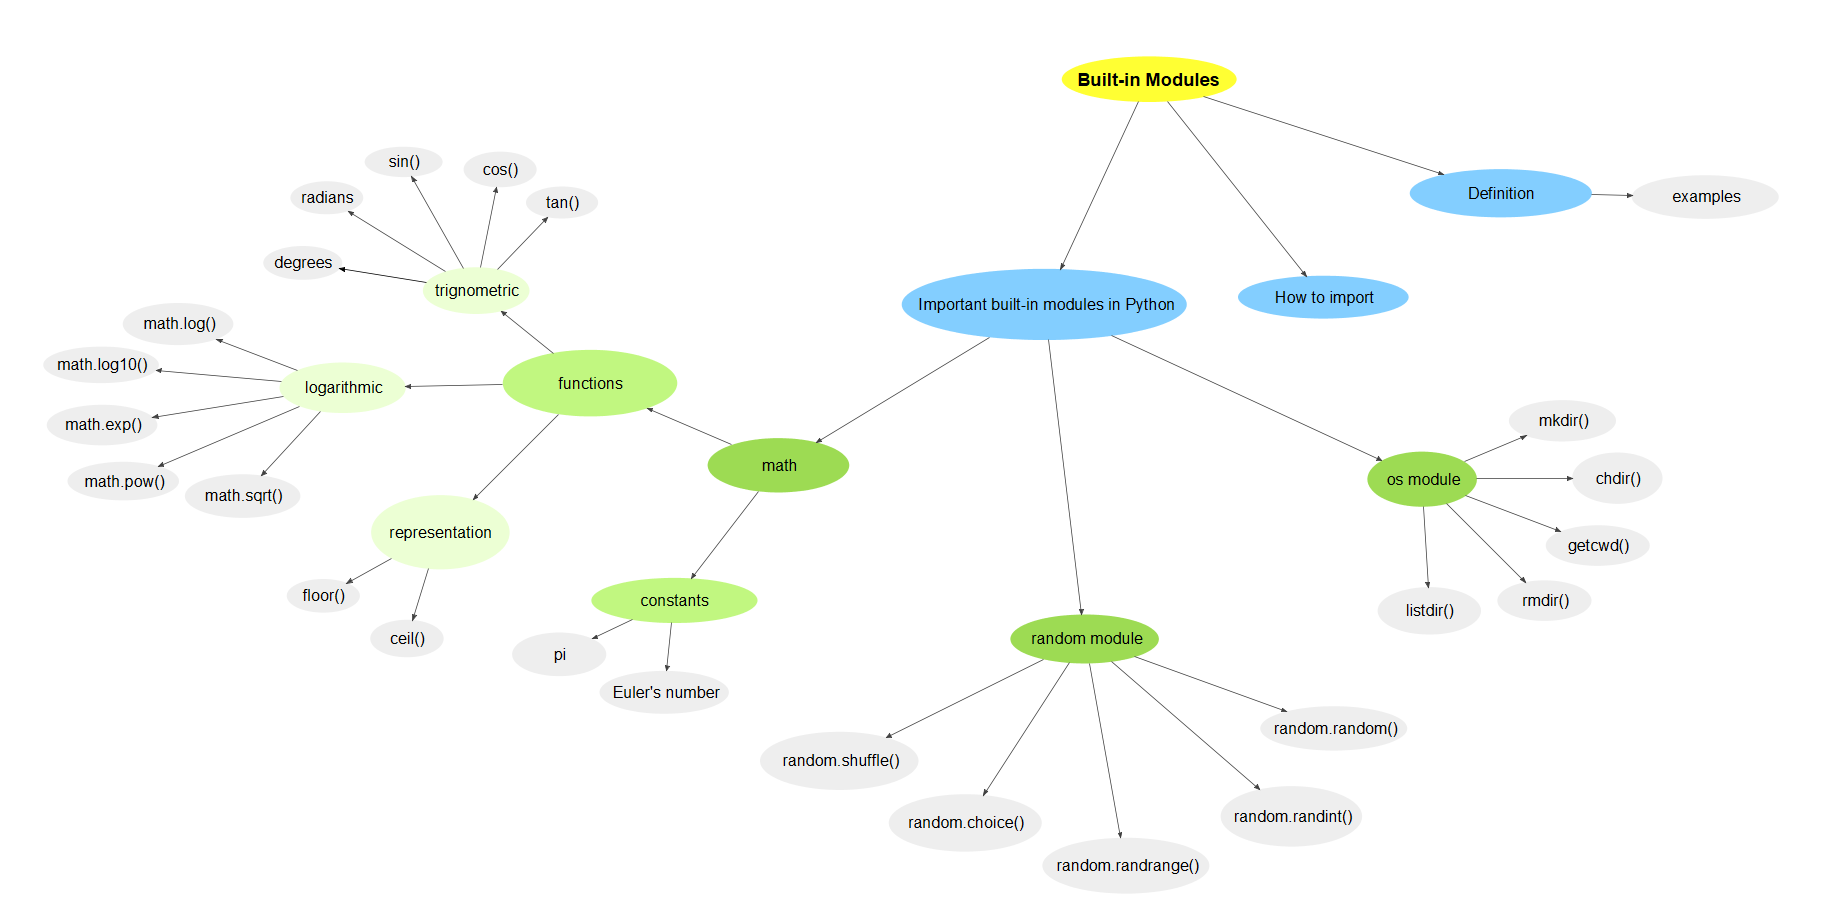 Built-in Modules
sin()
cos()
radians
tan()
Definition
examples
degrees
trignometric
Important built-in modules in Python
How to import
math.log()
math.log10()
logarithmic
functions
math.exp()
mkdir()
math
math.pow()
math.sqrt()
os module
chdir()
representation
getcwd()
floor()
constants
rmdir()
listdir()
ceil()
pi
random module
Euler's number
random.random()
random.shuffle()
random.choice()
random.randint()
random.randrange()